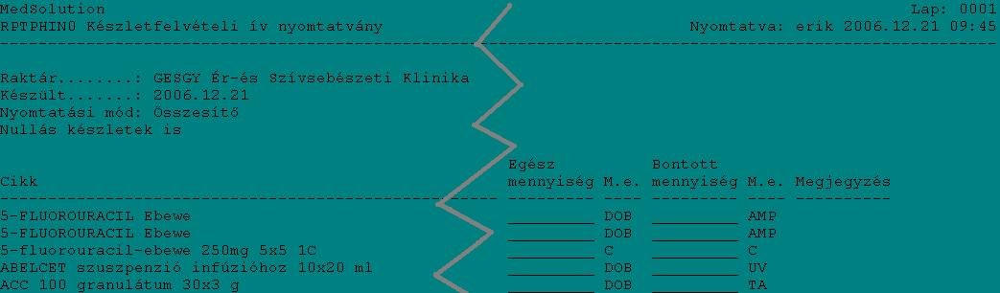 MedSolution Lap: 0001
RPTPHIN0 Készletfelvételi ív nyomtatvány Nyomtatva: erik 2006.12.21 09:45
Raktár........: GESGY Ér-és Szívsebészeti Klinika
Készült.......: 2006.12.21
Nyomtatási mód: Összesítő
Nullás készletek is
Egész Bontott
Cikk mennyiség M.e. mennyiség M.e. Megjegyzés
5-FLUOROURACIL Ebewe _________ DOB _________ AMP
5-FLUOROURACIL Ebewe _________ DOB _________ AMP
5-fluorouracil-ebewe 250mg 5x5 1C _________ C _________ C
ABELCET szuszpenzió infúzióhoz 10x20 ml _________ DOB _________ UV
ACC 100 granulátum 30x3 g _________ DOB _________ TA